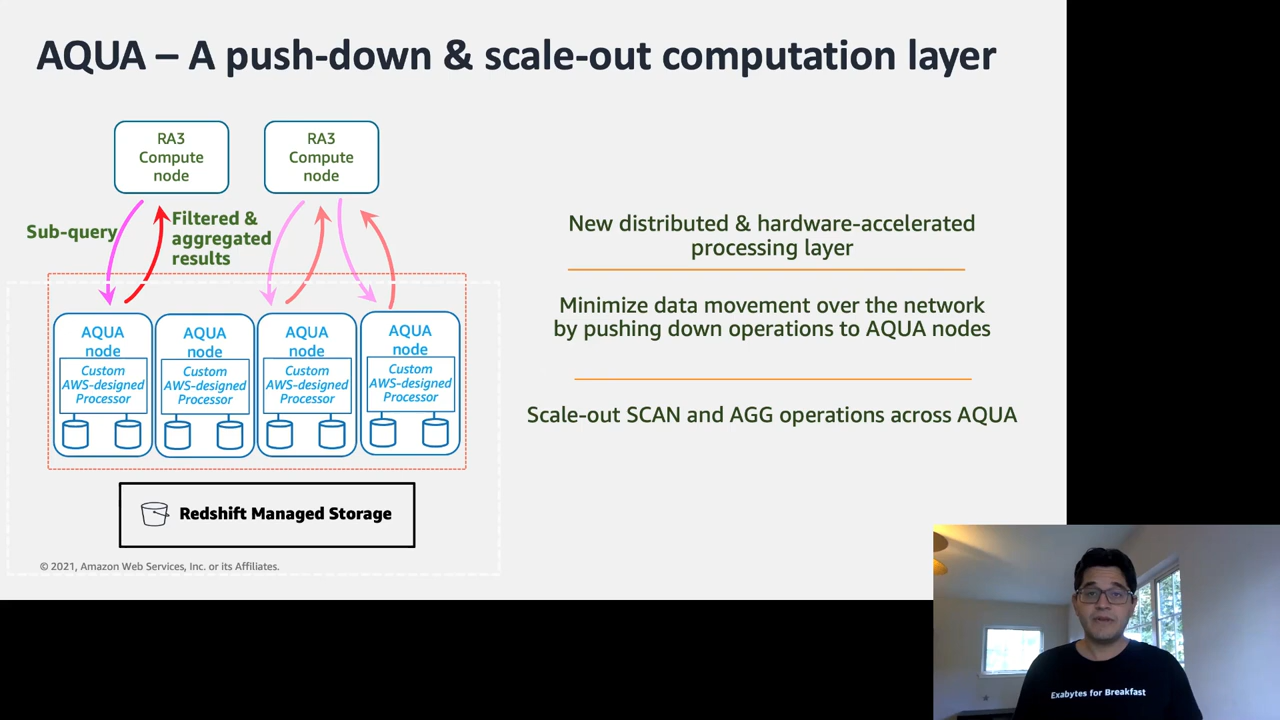 AQUA – A push-down & scale-out computation layer
RA3
Compute
node
RA3
Compute
node
Sub-query
Filtered &
aggregated
results
AQUA
node
Custom
AWS-designed
Processor
AQUA
node
Custom
AWS-designed
Processor
AQUA
node
Custom
AWS-designed
Processor
AQUA
node
Custom
AWS-designed
Processor
Redshift Managed Storage
© 2021, Amazon Web Services, Inc. or its Affiliates.
New distributed & hardware-accelerated
processing layer
Minimize data movement over the network
by pushing down operations to AQUA nodes
Scale-out SCAN and AGG operations across AQUA
Exabytes for Breakfast